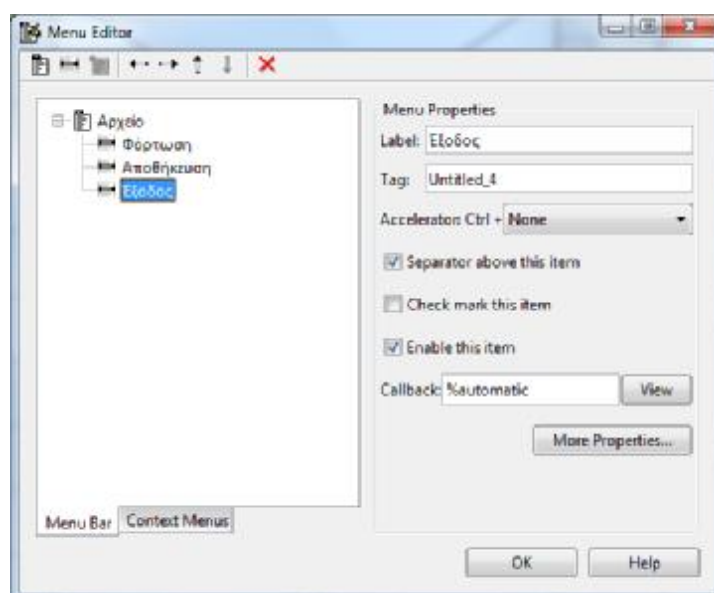 Menu Editor
Αρχείο
Φόρτωση
Αποθήκευση
Έξοδος
Menu Bar
Context Menus
Menu Properties
Label: Έξοδος
Tag: Untitled_4
Accelerator: Ctrl + None
Separator above this item
Check mark this item
Enable this item
Callback: %automatic
View
More Properties...
OK
Help